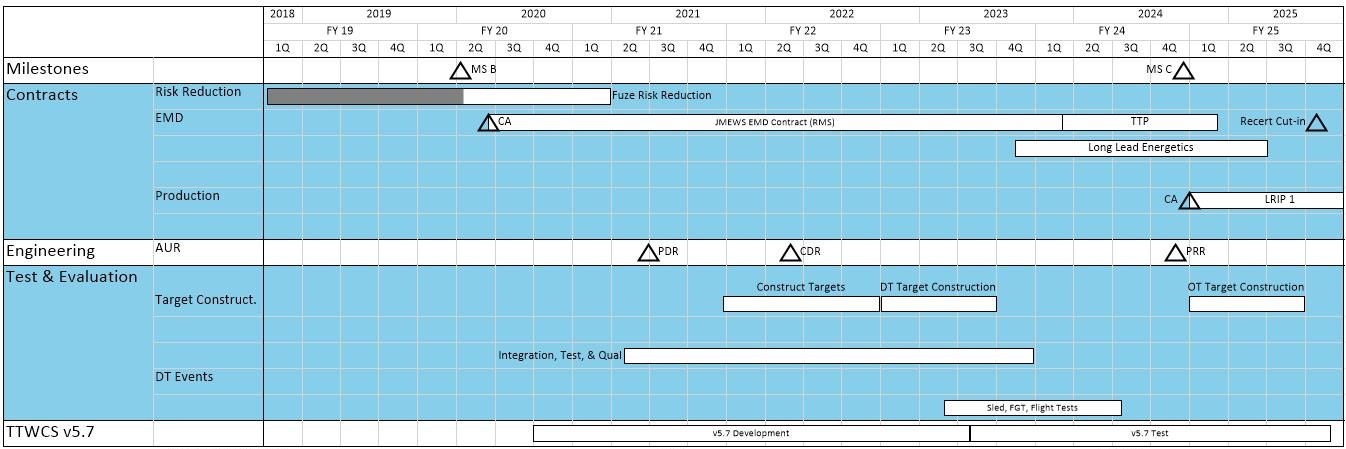 2018 2019 2020 2021 2022 2023 2024 2025
FY 19 FY 20 FY 21 FY 22 FY 23 FY 24 FY 25
1Q 2Q 3Q 4Q 1Q 2Q 3Q 4Q 1Q 2Q 3Q 4Q 1Q 2Q 3Q 4Q 1Q 2Q 3Q 4Q 1Q 2Q 3Q 4Q 1Q 2Q 3Q 4Q
Milestones MS B MS C
Contracts Risk Reduction Fuze Risk Reduction
EMD CA JMEWS EMD Contract (RMS) TTP Recert Cut-in
Long Lead Energetics
Production CA LRIP 1
Engineering AUR PDR CDR PRR
Test & Evaluation
Construct Targets DT Target Construction OT Target Construction
Target Construct.
Integration, Test, & Qual
DT Events
Sled, FGT, Flight Tests
TTWCS v5.7 v5.7 Development v5.7 Test